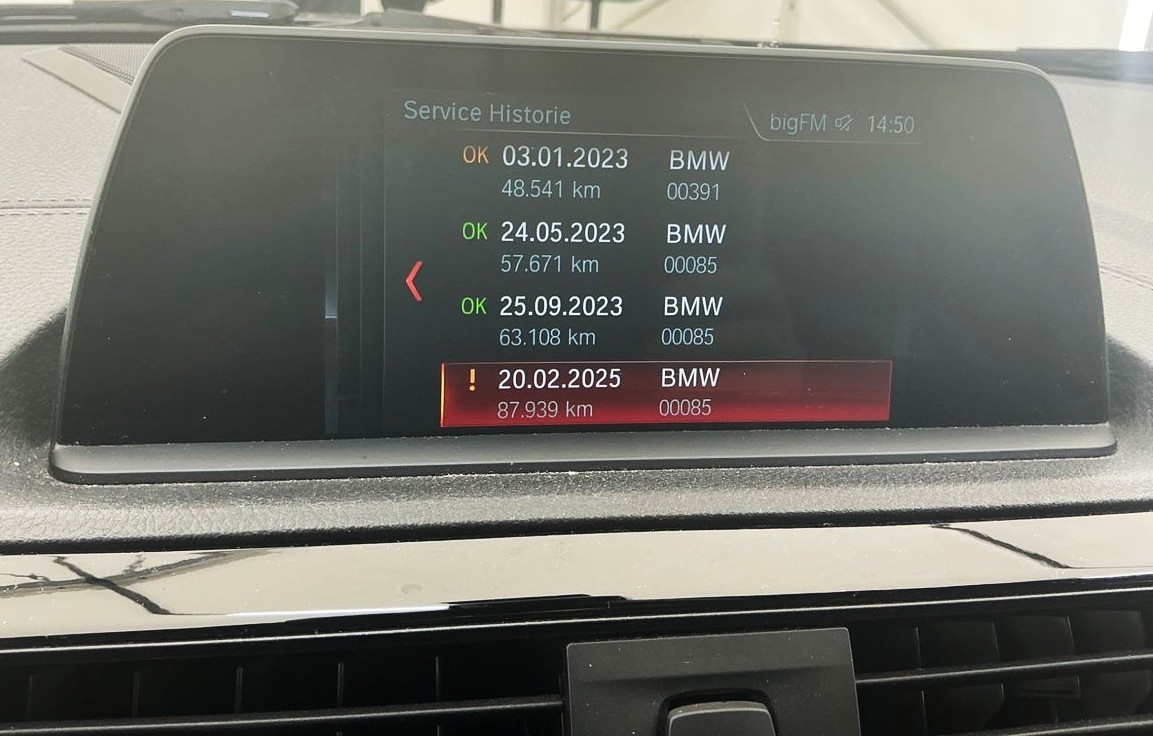 Service Historie
bigFM 14:50
OK 03.01.2023 BMW
48.541 km 00391
OK 24.05.2023 BMW
57.671 km 00085
OK 25.09.2023 BMW
63.108 km 00085
! 20.02.2025 BMW
87.939 km 00085